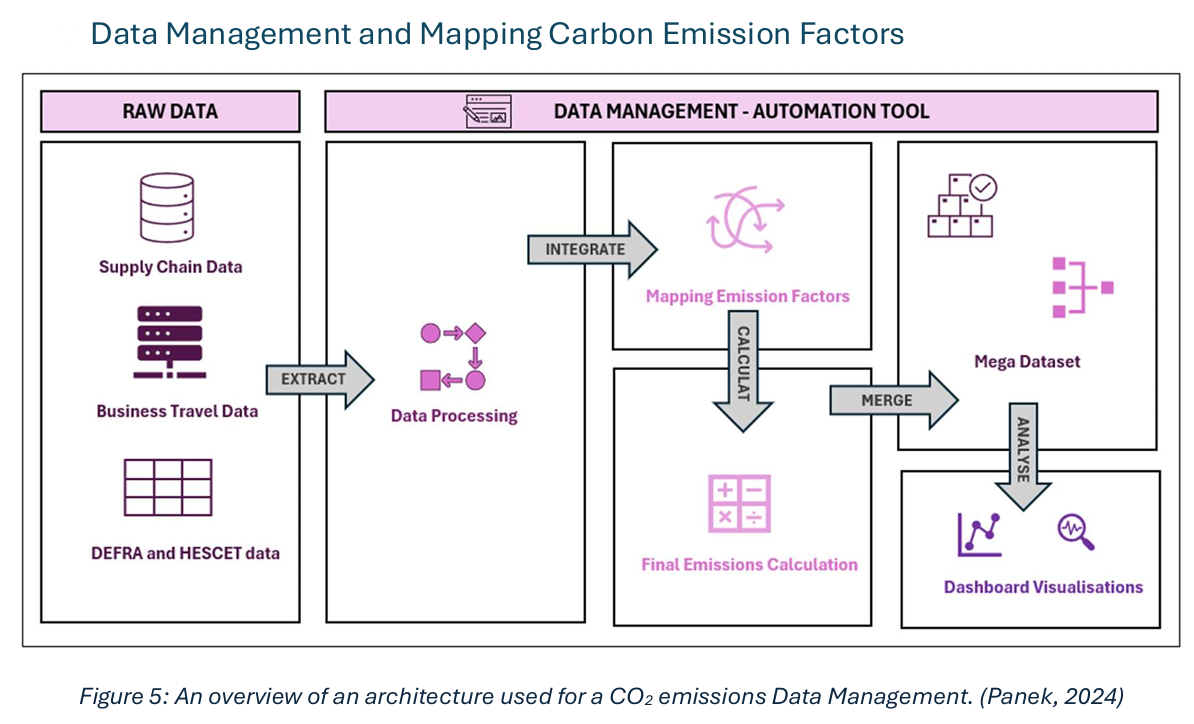 Data Management and Mapping Carbon Emission Factors
RAW DATA
DATA MANAGEMENT - AUTOMATION TOOL
Supply Chain Data
Business Travel Data
DEFRA and HESCET data
EXTRACT
Data Processing
INTEGRATE
Mapping Emission Factors
CALCULAT
Final Emissions Calculation
MERGE
Mega Dataset
ANALYSE
Dashboard Visualisations
Figure 5: An overview of an architecture used for a CO₂ emissions Data Management. (Panek, 2024)